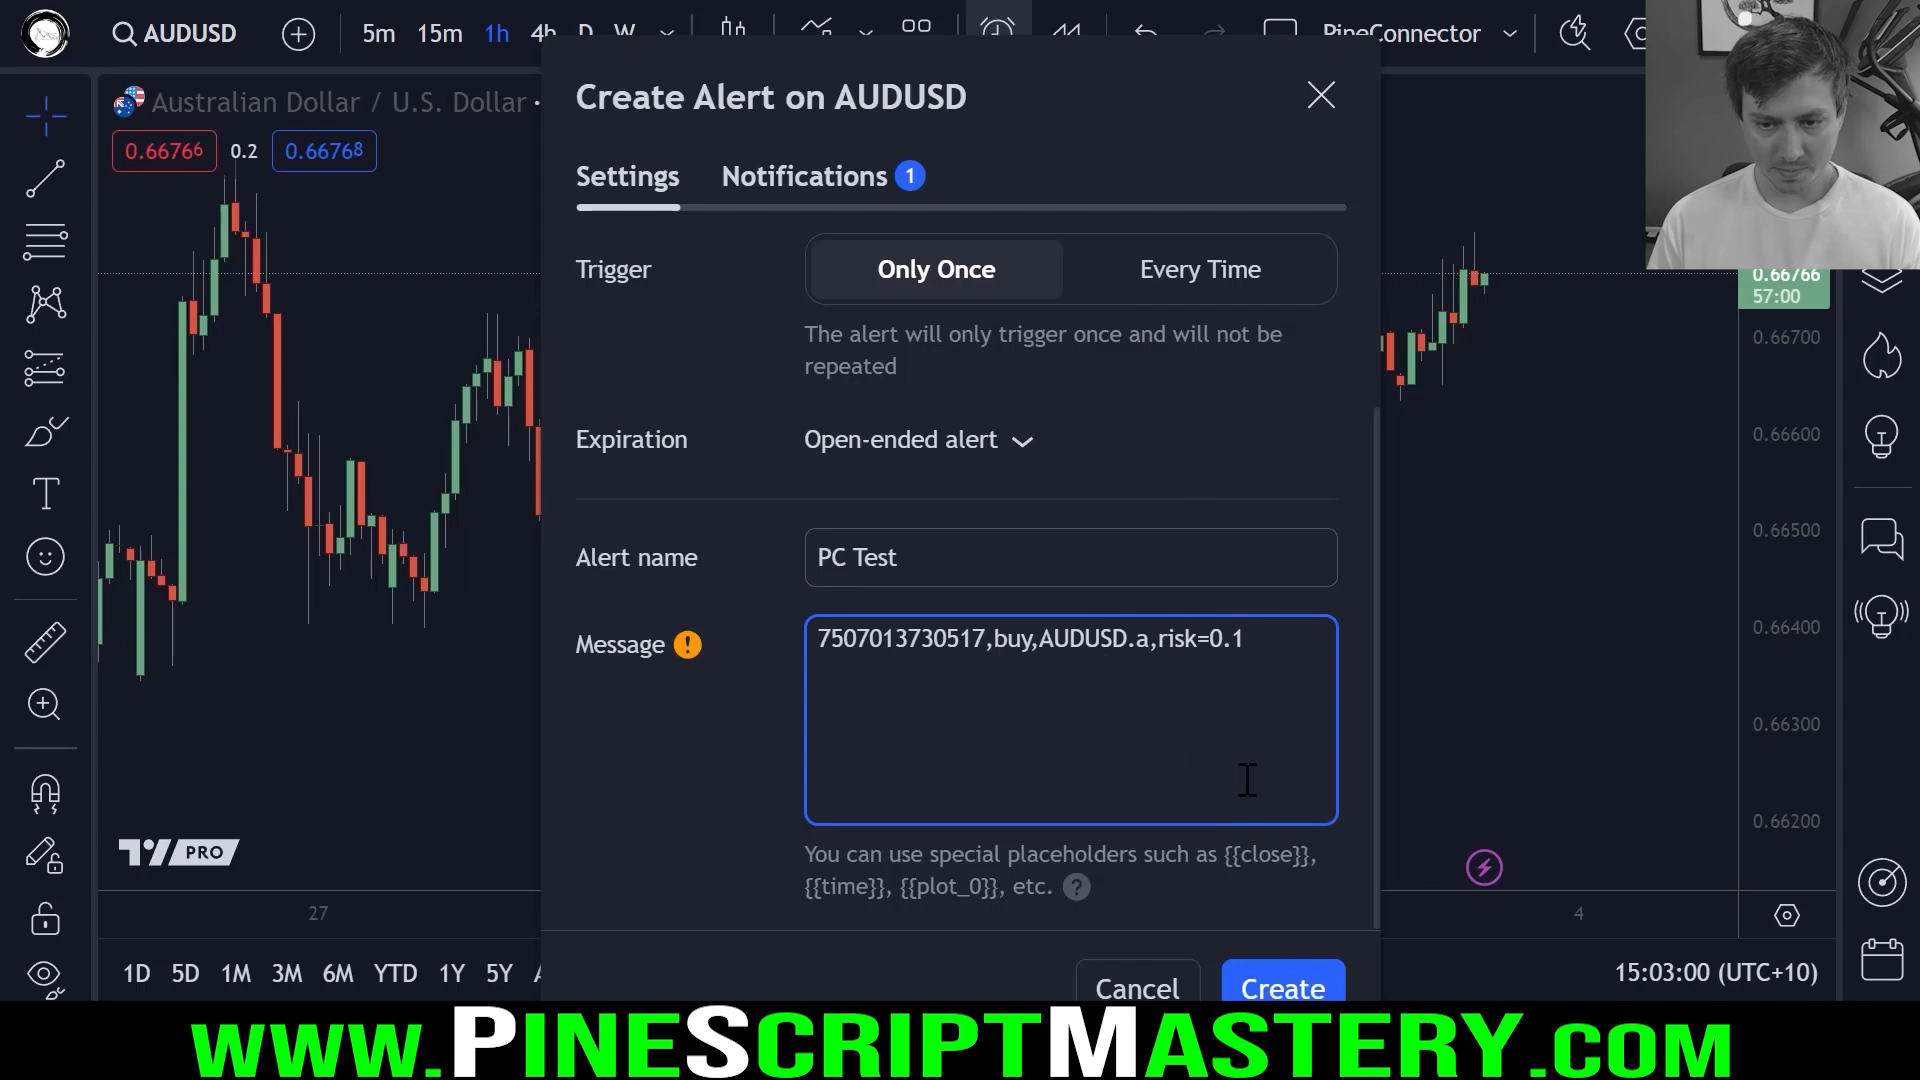 AUDUSD
5m 15m 1h 4h D W
PineConnector
Australian Dollar / U.S. Dollar ·
0.66766 0.2 0.66768
Create Alert on AUDUSD
Settings
Notifications 1
Trigger
Only Once
Every Time
The alert will only trigger once and will not be
repeated
Expiration
Open-ended alert
Alert name
PC Test
Message !
7507013730517,buy,AUDUSD.a,risk=0.1
You can use special placeholders such as {{close}},
{{time}}, {{plot_0}}, etc. ?
Cancel
Create
0.66766
57:00
0.66700
0.66600
0.66500
0.66400
0.66300
0.66200
PRO
27
4
1D 5D 1M 3M 6M YTD 1Y 5Y
15:03:00 (UTC+10)
www.PineScriptMastery.com